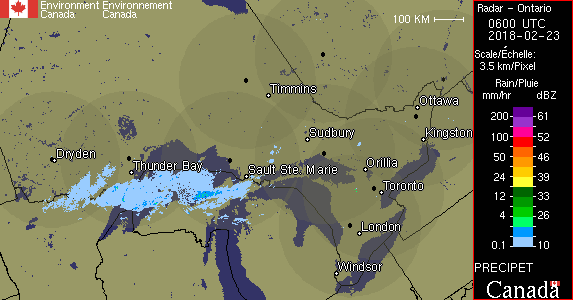 Environment Environnement
Canada Canada
100 KM
Timmins
Ottawa
Sudbury
Kingston
Dryden
Thunder Bay
Sault Ste. Marie
Orillia
Toronto
London
Windsor
Radar - Ontario
0600 UTC
2018-02-23
Scale/Échelle:
3.5 km/Pixel
Rain/Pluie
mm/hr dBZ
200 61
100 52
50 46
24 39
12 33
4 26
0.1 10
PRECIPET
Canada